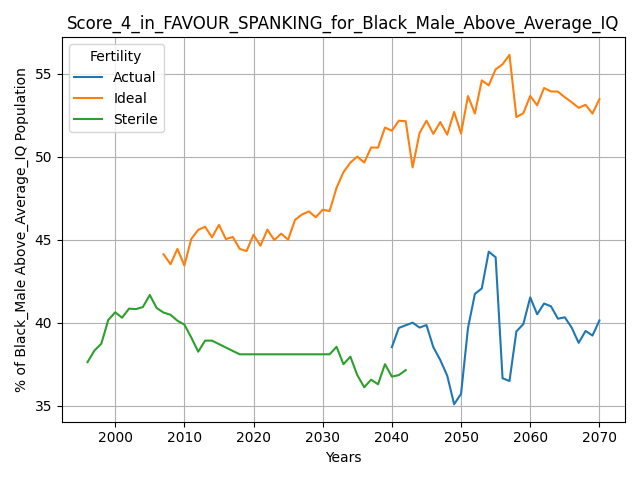 Score_4_in_FAVOUR_SPANKING_for_Black_Male_Above_Average_IQ
Fertility
Actual
Ideal
Sterile
% of Black_Male Above_Average_IQ Population
55
50
45
40
35
2000
2010
2020
2030
2040
2050
2060
2070
Years